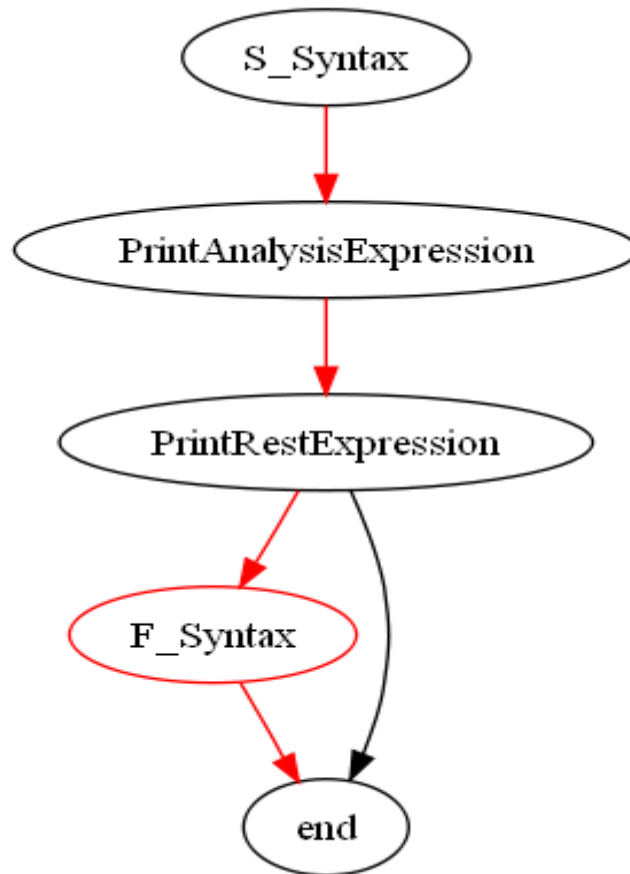 S_Syntax
PrintAnalysisExpression
PrintRestExpression
F_Syntax
end